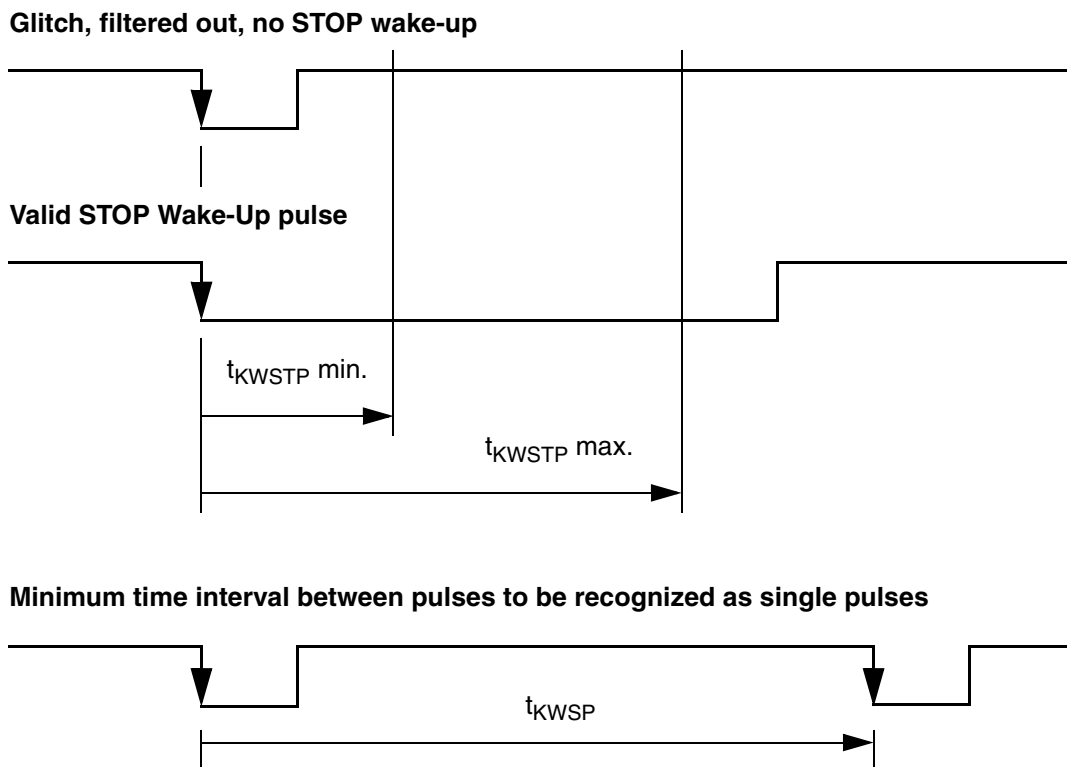 Glitch, filtered out, no STOP wake-up
Valid STOP Wake-Up pulse
tKWSTP min.
tKWSTP max.
Minimum time interval between pulses to be recognized as single pulses
tKWSP